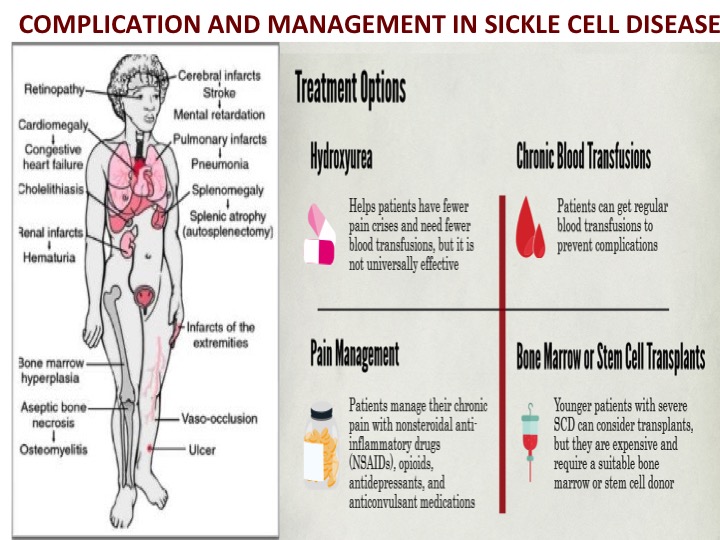 COMPLICATION AND MANAGEMENT IN SICKLE CELL DISEASE
Retinopathy
Cardiomegaly
Congestive
heart failure
Cholelithiasis
Renal infarcts
Hematuria
Bone marrow
hyperplasia
Aseptic bone
necrosis
Osteomyelitis
Cerebral infarcts
Stroke
Mental retardation
Pulmonary infarcts
Pneumonia
Splenomegaly
Splenic atrophy
(autosplenectomy)
Infarcts of the
extremities
Vaso-occlusion
Ulcer
Treatment Options
Hydroxyurea
Helps patients have fewer
pain crises and need fewer
blood transfusions, but it is
not universally effective
Chronic Blood Transfusions
Patients can get regular
blood transfusions to
prevent complications
Pain Management
Patients manage their chronic
pain with nonsteroidal anti-
inflammatory drugs
(NSAIDs), opioids,
antidepressants, and
anticonvulsant medications
Bone Marrow or Stem Cell Transplants
Younger patients with severe
SCD can consider transplants,
but they are expensive and
require a suitable bone
marrow or stem cell donor